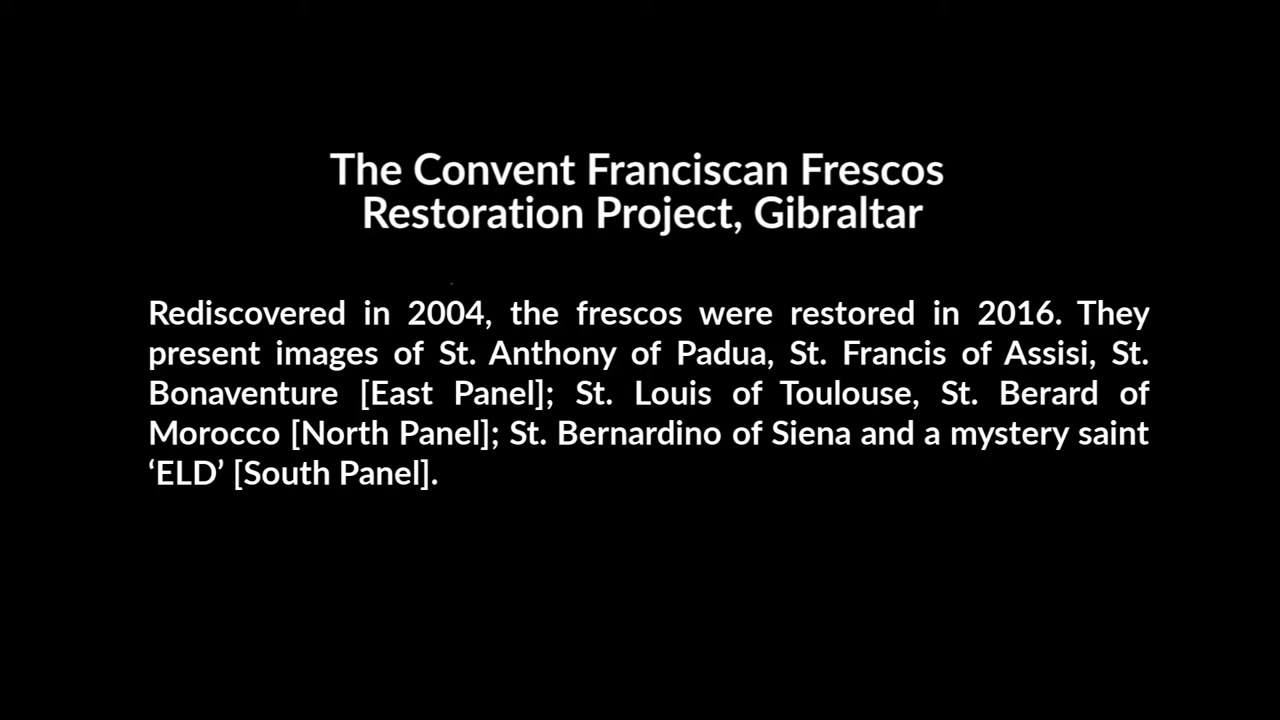 The Convent Franciscan Frescos
Restoration Project, Gibraltar
Rediscovered in 2004, the frescos were restored in 2016. They
present images of St. Anthony of Padua, St. Francis of Assisi, St.
Bonaventure [East Panel]; St. Louis of Toulouse, St. Berard of
Morocco [North Panel]; St. Bernardino of Siena and a mystery saint
‘ELD’ [South Panel].